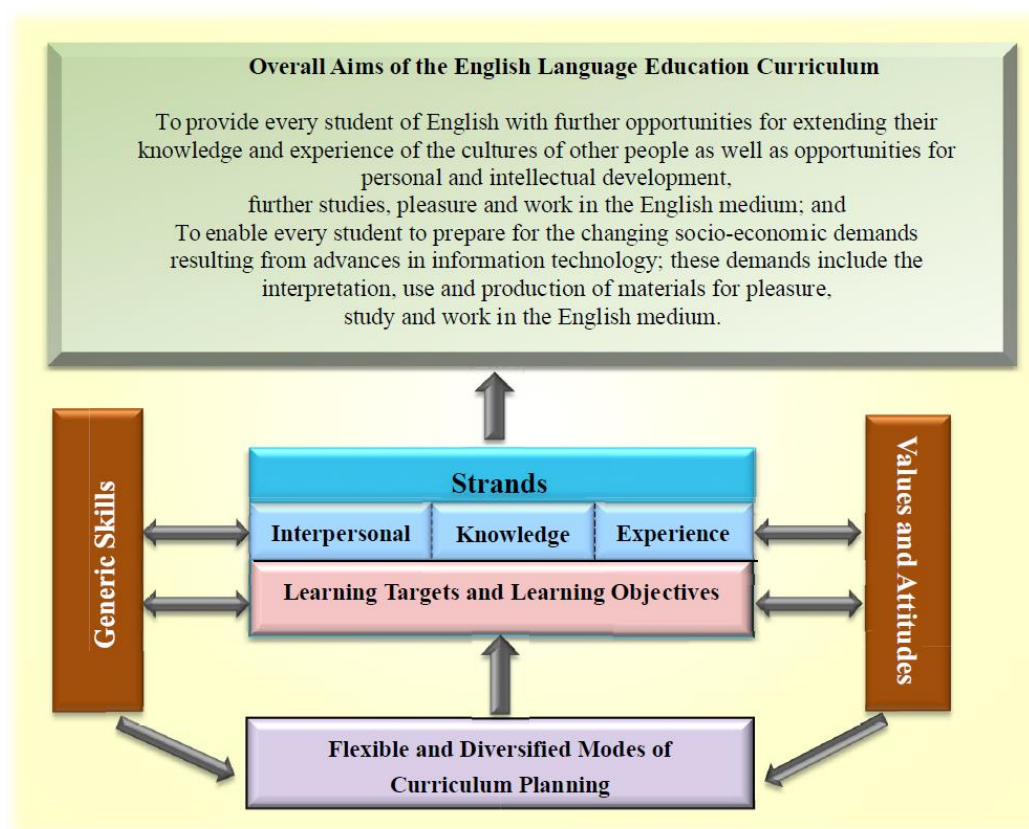 Overall Aims of the English Language Education Curriculum
To provide every student of English with further opportunities for extending their
knowledge and experience of the cultures of other people as well as opportunities for
personal and intellectual development,
further studies, pleasure and work in the English medium; and
To enable every student to prepare for the changing socio-economic demands
resulting from advances in information technology; these demands include the
interpretation, use and production of materials for pleasure,
study and work in the English medium.
Generic Skills
Strands
Interpersonal
Knowledge
Experience
Learning Targets and Learning Objectives
Values and Attitudes
Flexible and Diversified Modes of
Curriculum Planning